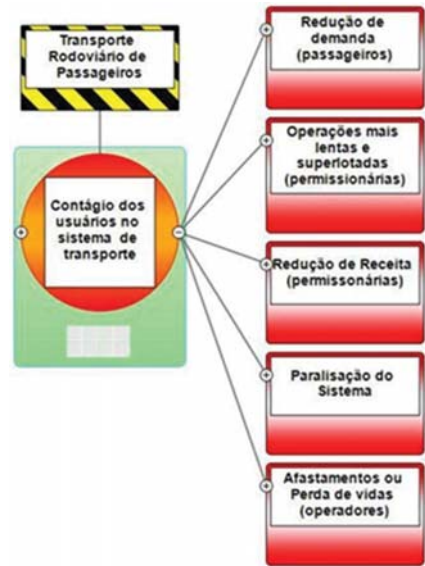 Transporte
Rodoviário de
Passageiros
Contágio dos
usuários no
sistema de
transporte
Redução de
demanda
(passageiros)
Operações mais
lentas e
superlotadas
(permissionárias)
Redução de Receita
(permissonárias)
Paralisação do
Sistema
Afastamentos ou
Perda de vidas
(operadores)